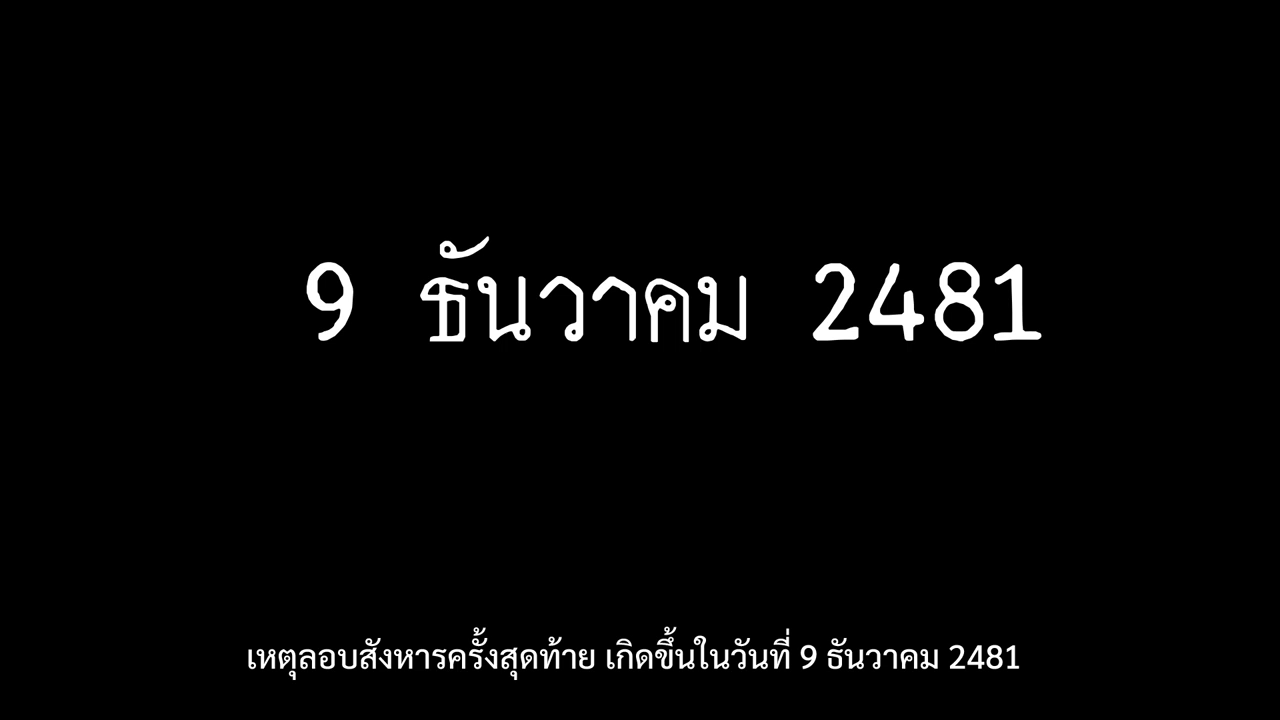 9 ธันวาคม 2481
เหตุลอบสังหารครั้งสุดท้าย เกิดขึ้นในวันที่ 9 ธันวาคม 2481